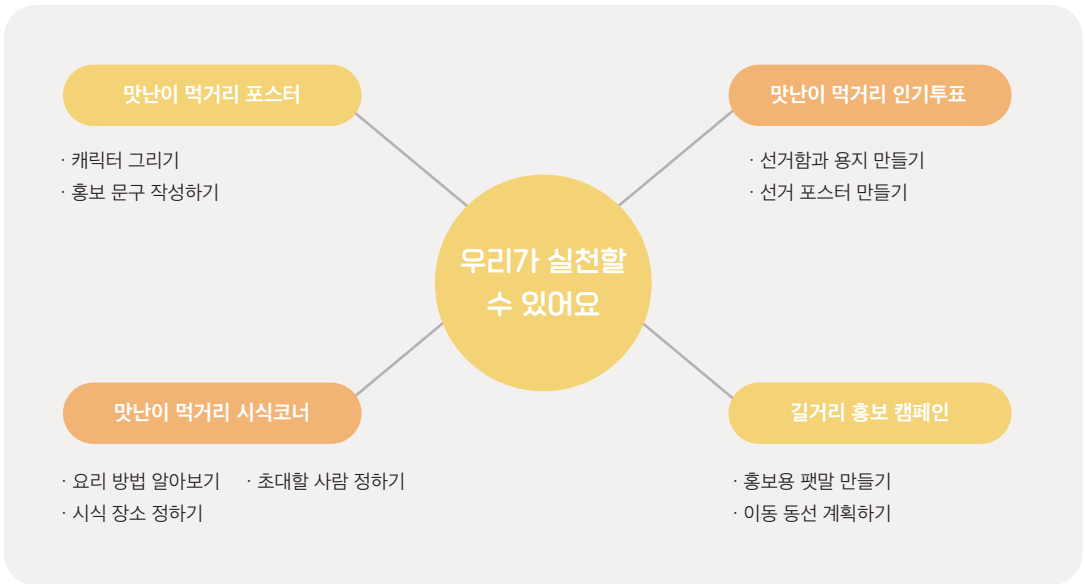 맛난이 먹거리 포스터
· 캐릭터 그리기
· 홍보 문구 작성하기
맛난이 먹거리 인기투표
· 선거함과 용지 만들기
· 선거 포스터 만들기
우리가 실천할
수 있어요
맛난이 먹거리 시식코너
· 요리 방법 알아보기 · 초대할 사람 정하기
· 시식 장소 정하기
길거리 홍보 캠페인
· 홍보용 팻말 만들기
· 이동 동선 계획하기